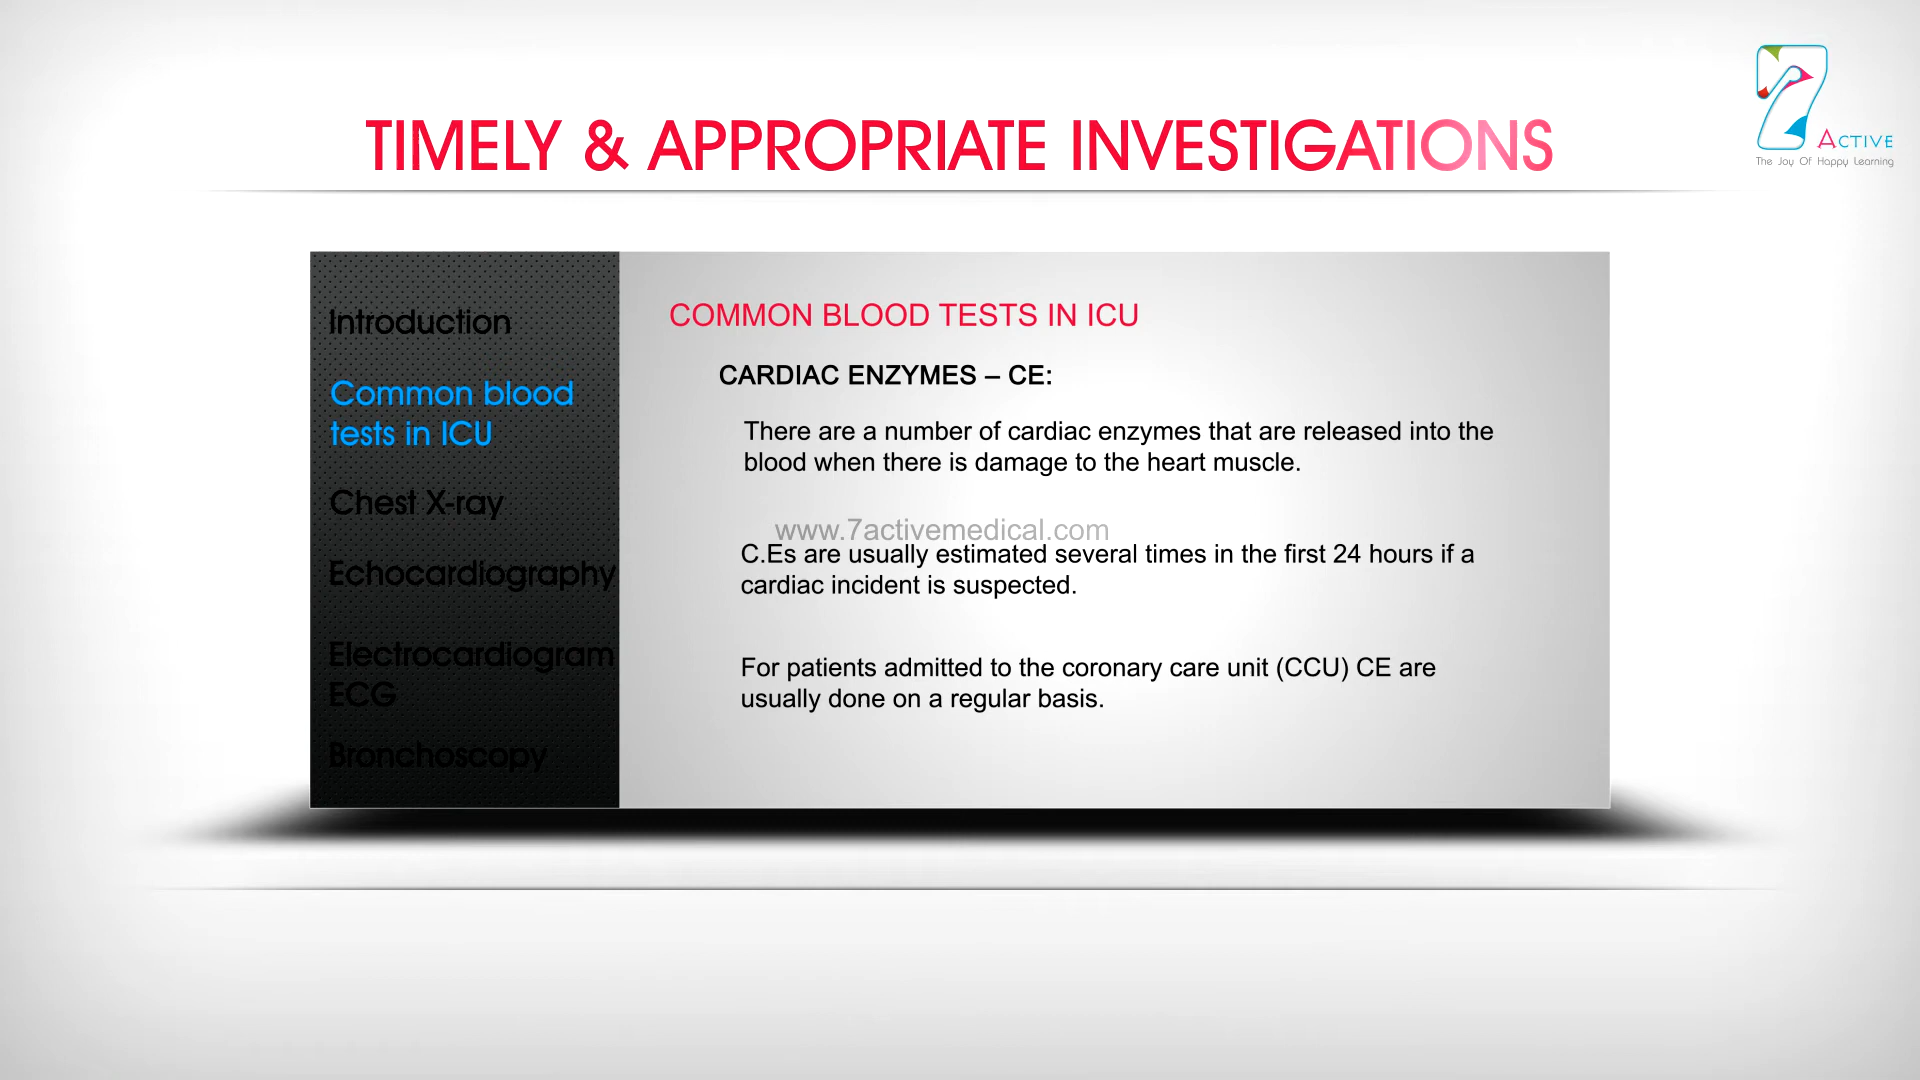 TIMELY & APPROPRIATE INVESTIGATIONS
7
ACTIVE
The Joy Of Happy Learning
Introduction
Common blood
tests in ICU
Chest X-ray
Echocardiography
Electrocardiogram
ECG
Bronchoscopy
COMMON BLOOD TESTS IN ICU
CARDIAC ENZYMES – CE:
There are a number of cardiac enzymes that are released into the
blood when there is damage to the heart muscle.
www.7activemedical.com
C.Es are usually estimated several times in the first 24 hours if a
cardiac incident is suspected.
For patients admitted to the coronary care unit (CCU) CE are
usually done on a regular basis.